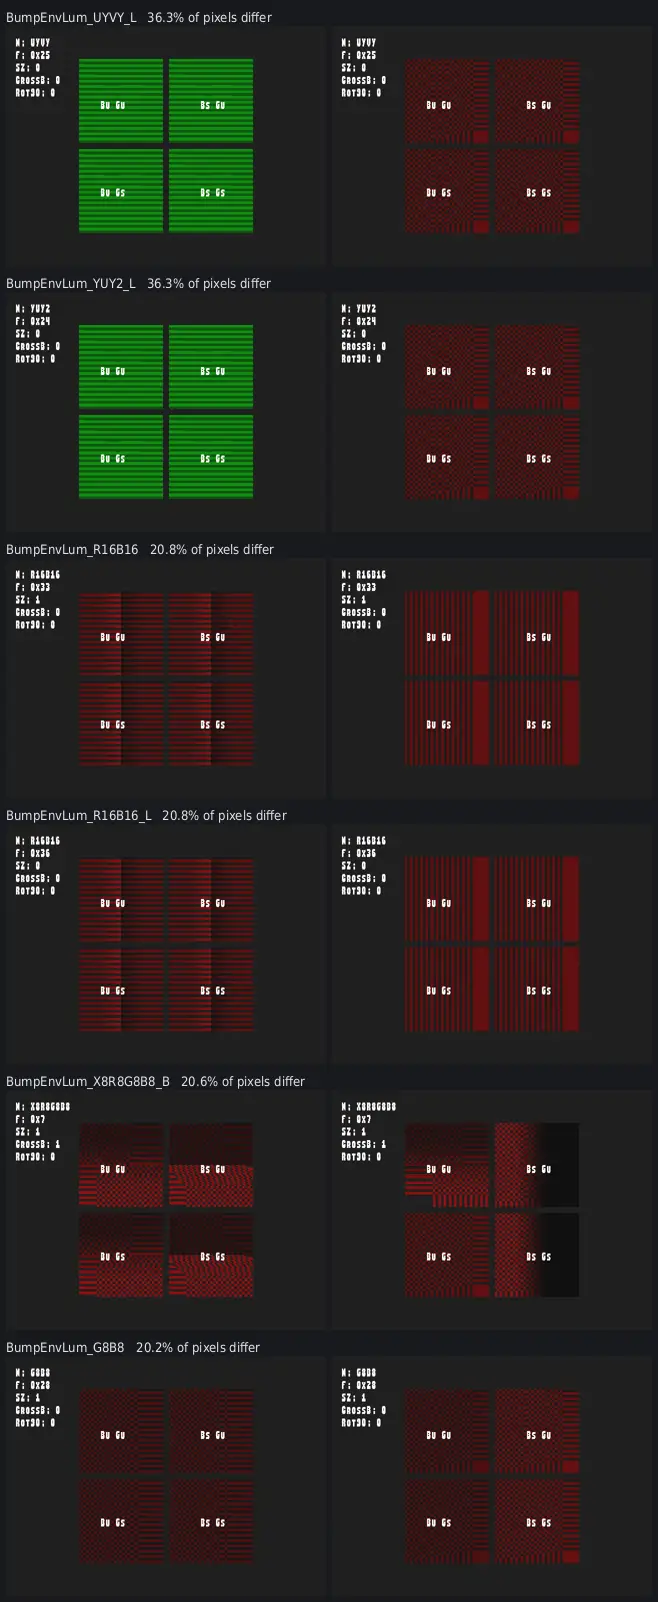 BumpEnvLum_UYVY_L 36.3% of pixels differ
N: UYVY
F: 0x25
SZ: 0
CrossB: 0
Rot90: 0
Bu Gu
Bs Gu
Bu Gs
Bs Gs
N: UYVY
F: 0x25
SZ: 0
CrossB: 0
Rot90: 0
Bu Gu
Bs Gu
Bu Gs
Bs Gs
BumpEnvLum_YUY2_L 36.3% of pixels differ
N: YUY2
F: 0x24
SZ: 0
CrossB: 0
Rot90: 0
Bu Gu
Bs Gu
Bu Gs
Bs Gs
N: YUY2
F: 0x24
SZ: 0
CrossB: 0
Rot90: 0
Bu Gu
Bs Gu
Bu Gs
Bs Gs
BumpEnvLum_R16B16 20.8% of pixels differ
N: R16B16
F: 0x33
SZ: 1
CrossB: 0
Rot90: 0
Bu Gu
Bs Gu
Bu Gs
Bs Gs
N: R16B16
F: 0x33
SZ: 1
CrossB: 0
Rot90: 0
Bu Gu
Bs Gu
Bu Gs
Bs Gs
BumpEnvLum_R16B16_L 20.8% of pixels differ
N: R16B16
F: 0x36
SZ: 0
CrossB: 0
Rot90: 0
Bu Gu
Bs Gu
Bu Gs
Bs Gs
N: R16B16
F: 0x36
SZ: 0
CrossB: 0
Rot90: 0
Bu Gu
Bs Gu
Bu Gs
Bs Gs
BumpEnvLum_X8R8G8B8_B 20.6% of pixels differ
N: X8R8G8B8
F: 0x7
SZ: 1
CrossB: 1
Rot90: 0
Bu Gu
Bs Gu
Bu Gs
Bs Gs
N: X8R8G8B8
F: 0x7
SZ: 1
CrossB: 1
Rot90: 0
Bu Gu
Bs Gu
Bu Gs
Bs Gs
BumpEnvLum_G8B8 20.2% of pixels differ
N: G8B8
F: 0x28
SZ: 1
CrossB: 0
Rot90: 0
Bu Gu
Bs Gu
Bu Gs
Bs Gs
N: G8B8
F: 0x28
SZ: 1
CrossB: 0
Rot90: 0
Bu Gu
Bs Gu
Bu Gs
Bs Gs